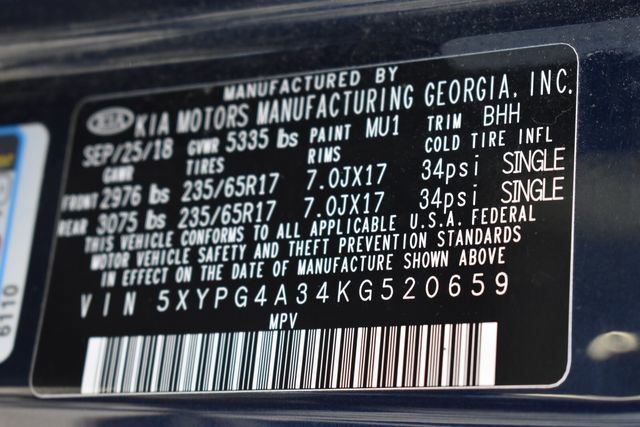 MANUFACTURED BY
KIA KIA MOTORS MANUFACTURING GEORGIA, INC.
SEP/25/18 GVWR 5335 lbs PAINT MU1 TRIM BHH
GAWR TIRES RIMS COLD TIRE INFL
FRONT 2976 lbs 235/65R17 7.0JX17 34psi SINGLE
REAR 3075 lbs 235/65R17 7.0JX17 34psi SINGLE
THIS VEHICLE CONFORMS TO ALL APPLICABLE U.S.A. FEDERAL
MOTOR VEHICLE SAFETY AND THEFT PREVENTION STANDARDS
IN EFFECT ON THE DATE OF MANUFACTURE SHOWN ABOVE
VIN 5XYPG4A34KG520659
MPV
6110